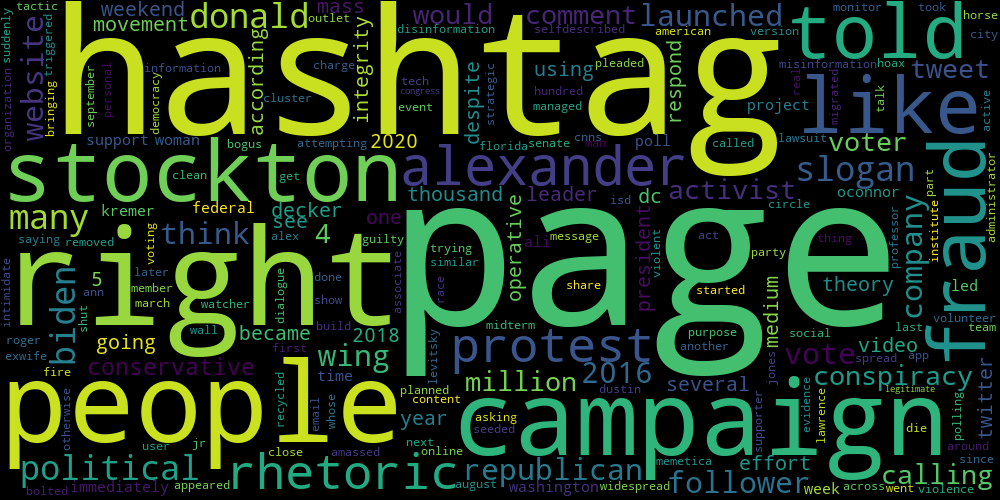 tactic weekend donald mass would comment launched told
suddenly movement outlet disinformation selfdescribed american monitor took horse
version city
website triggered hashtag
information according integrity charge tech congress pleaded misinformation hoax
organization bringing september personal democracy cluster event using respond real tweet
despite strategic hundred managed project migrated talk like active
support woman bogus attempting 2020 florida cnns senate man poll called lawsuit voter
stockton alexander slogan fraud
clean get thousand leader isd dc activist circle oconnor part administrator
many kremer federal decker see one operative president professor institute company
saying removed voting think alex guilty 4 trying similar ali message violent act party thing
right page
intimidate biden 5 ann later member march watcher dialogue done show associate race share started theory led volunteer
shut roger exwife going wall became build 2018 midterm purpose medium social last team
conservative first wing levitsky protest another vote video spread app
fire time planned million 2016 dustin several jones conspiracy twitter
people recycled email whose content campaign legitimate
otherwise year asking seeded supporter evidence lawrence die polling
user jr close amassed next online around since
political rhetoric republican memetica effort calling
bolted immediately appeared august washington widespread follower week across went violence